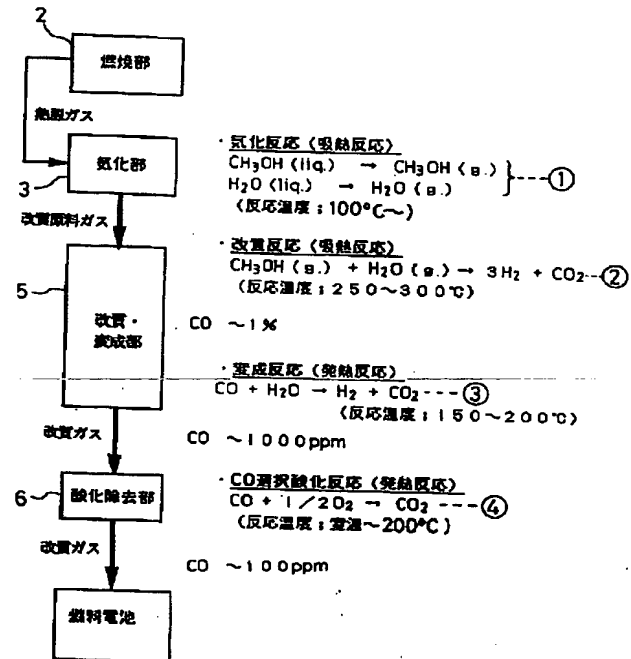 2
燃焼部
熱風ガス
気化部
3
・気化反応（吸熱反応）
CH3OH (liq.) → CH3OH (g.)
H2O (liq.) → H2O (g.)
---①
（反応温度；100°C～）
改質原料ガス
・改質反応（吸熱反応）
CH3OH (g.) + H2O (g.) → 3H2 + CO2---②
（反応温度；250～300℃）
5
改質・
変成部
CO ～1%
・変成反応（発熱反応）
CO + H2O → H2 + CO2---③
（反応温度；150～200℃）
改質ガス
CO ～1000ppm
6
酸化除去部
・CO選択酸化反応（発熱反応）
CO + 1/2O2 → CO2 ---④
（反応温度；室温～200°C）
改質ガス
CO ～100ppm
燃料電池